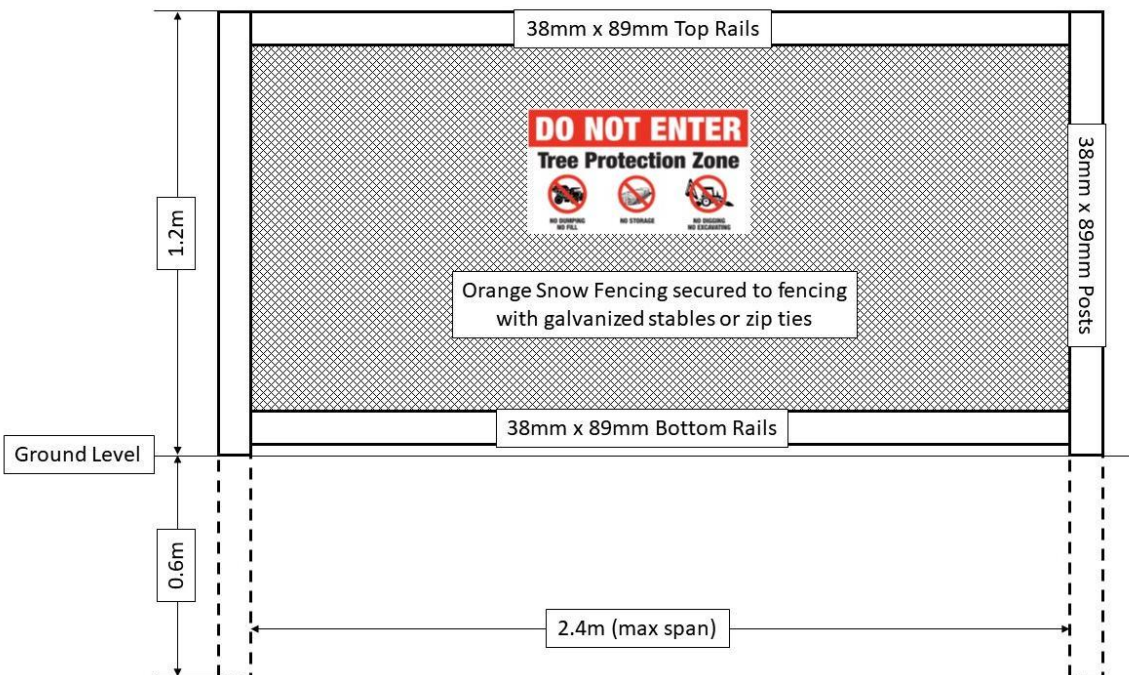 38mm x 89mm Top Rails
DO NOT ENTER
Tree Protection Zone
NO DUMPING
NO FILL
NO STORAGE
NO DIGGING
NO EXCAVATING
1.2m
38mm x 89mm Posts
Orange Snow Fencing secured to fencing
with galvanized stables or zip ties
38mm x 89mm Bottom Rails
Ground Level
0.6m
2.4m (max span)